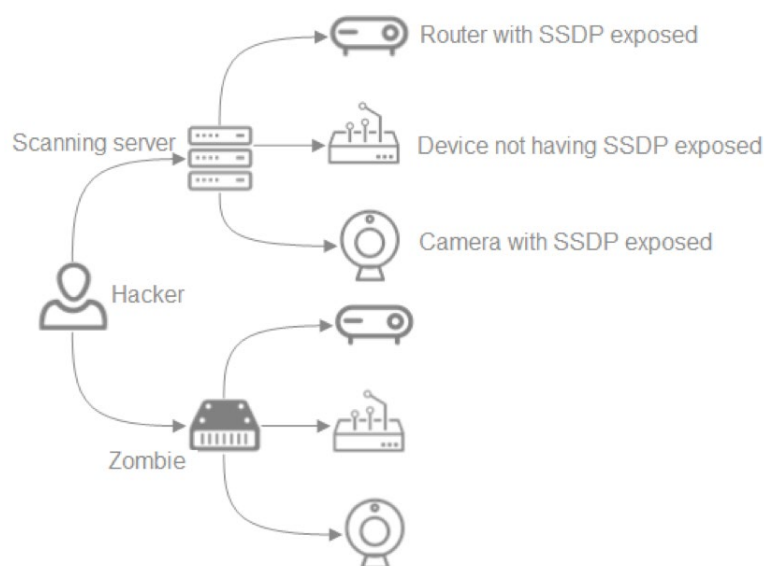 Router with SSDP exposed
Scanning server
Device not having SSDP exposed
Camera with SSDP exposed
Hacker
Zombie